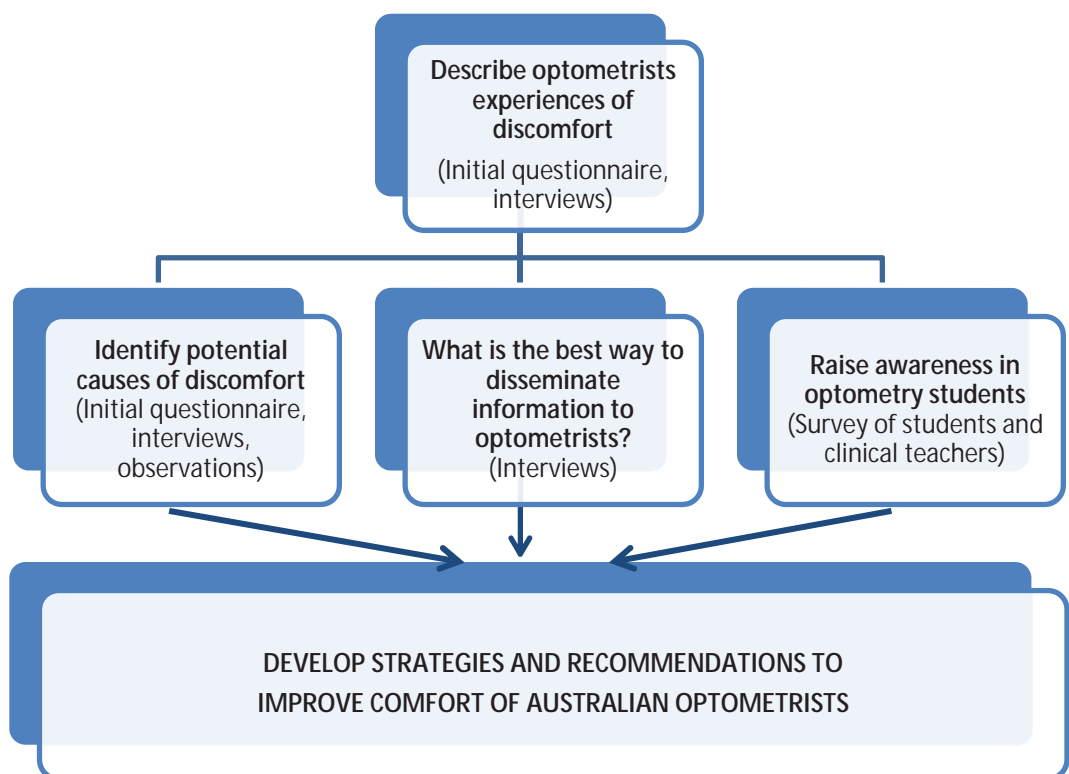 Describe optometrists
experiences of
discomfort
(Initial questionnaire,
interviews)
Identify potential
causes of discomfort
(Initial questionnaire,
interviews,
observations)
What is the best way to
disseminate
information to
optometrists?
(Interviews)
Raise awareness in
optometry students
(Survey of students and
clinical teachers)
DEVELOP STRATEGIES AND RECOMMENDATIONS TO
IMPROVE COMFORT OF AUSTRALIAN OPTOMETRISTS